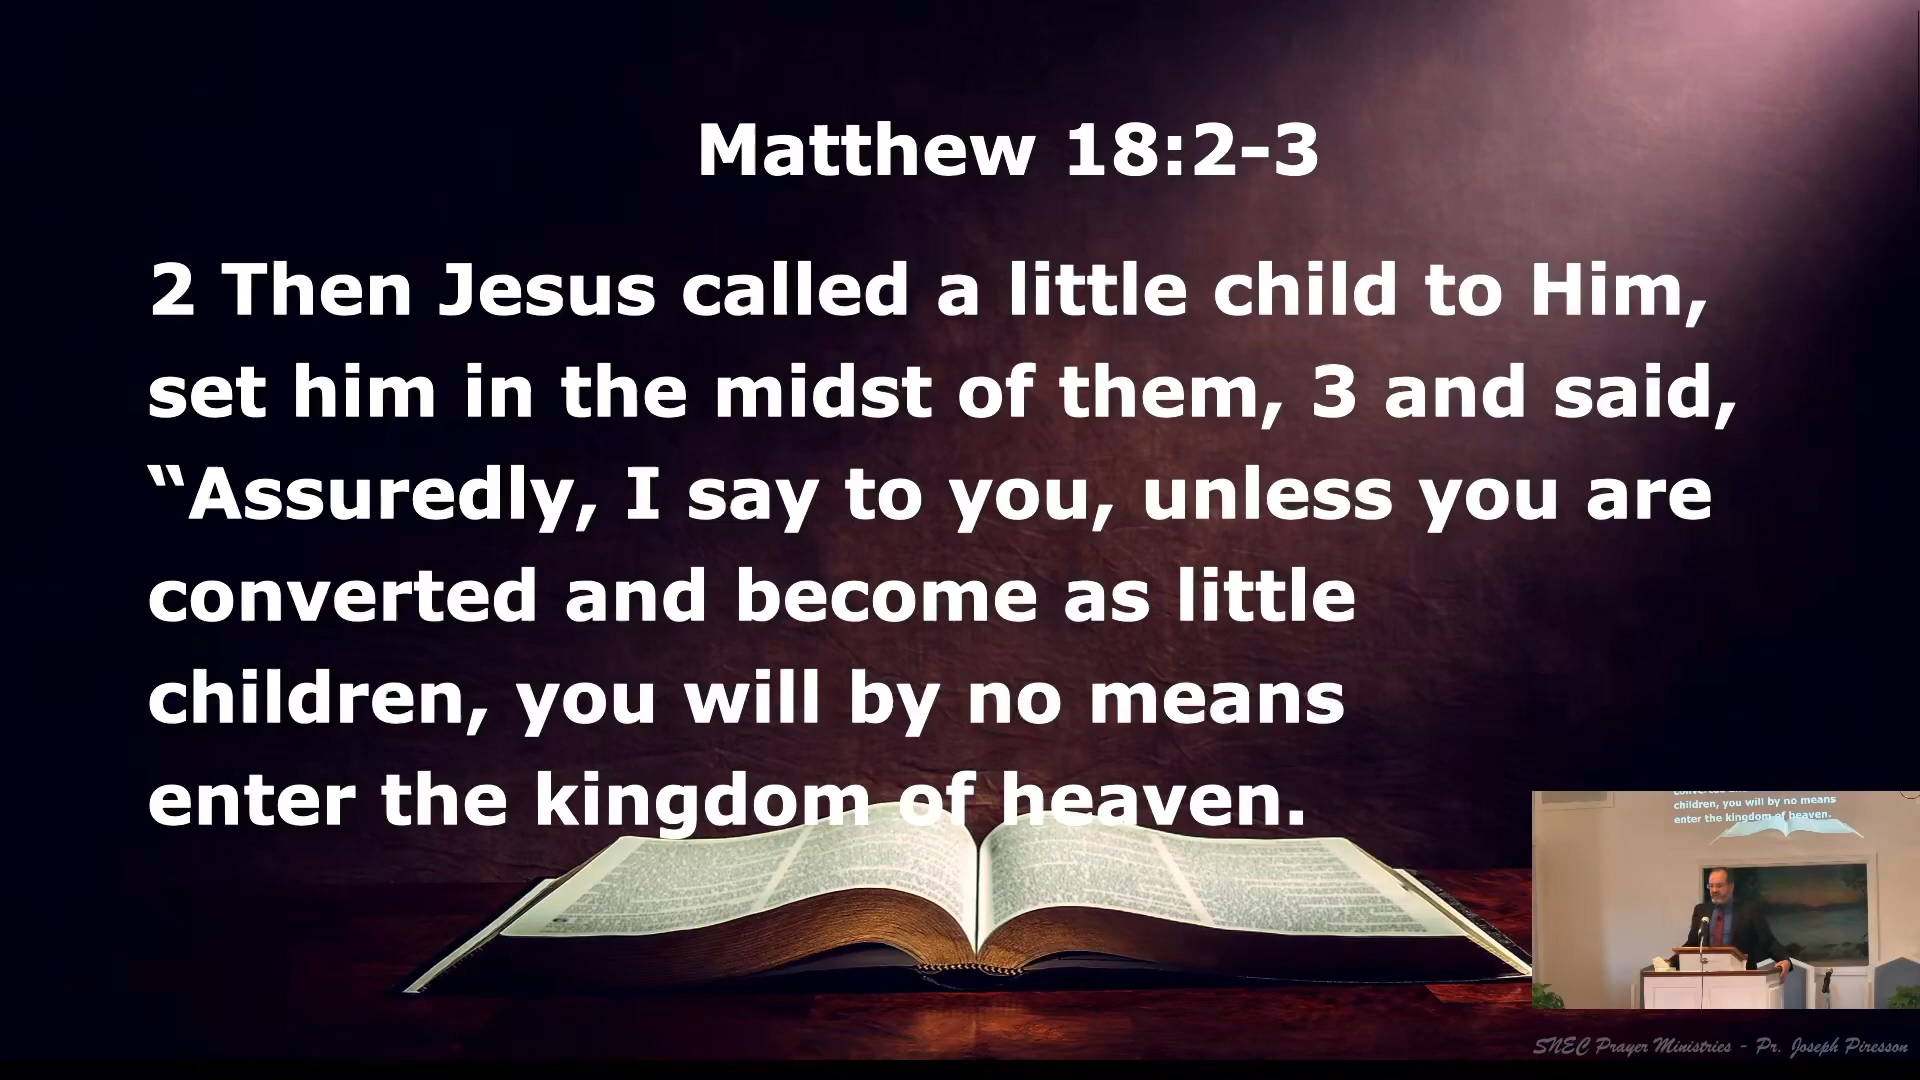 Matthew 18:2-3
2 Then Jesus called a little child to Him,
set him in the midst of them, 3 and said,
“Assuredly, I say to you, unless you are
converted and become as little
children, you will by no means
enter the kingdom of heaven.
children, you will by no means
enter the kingdom of heaven.
SNEC Prayer Ministries - Pr. Joseph Piresson